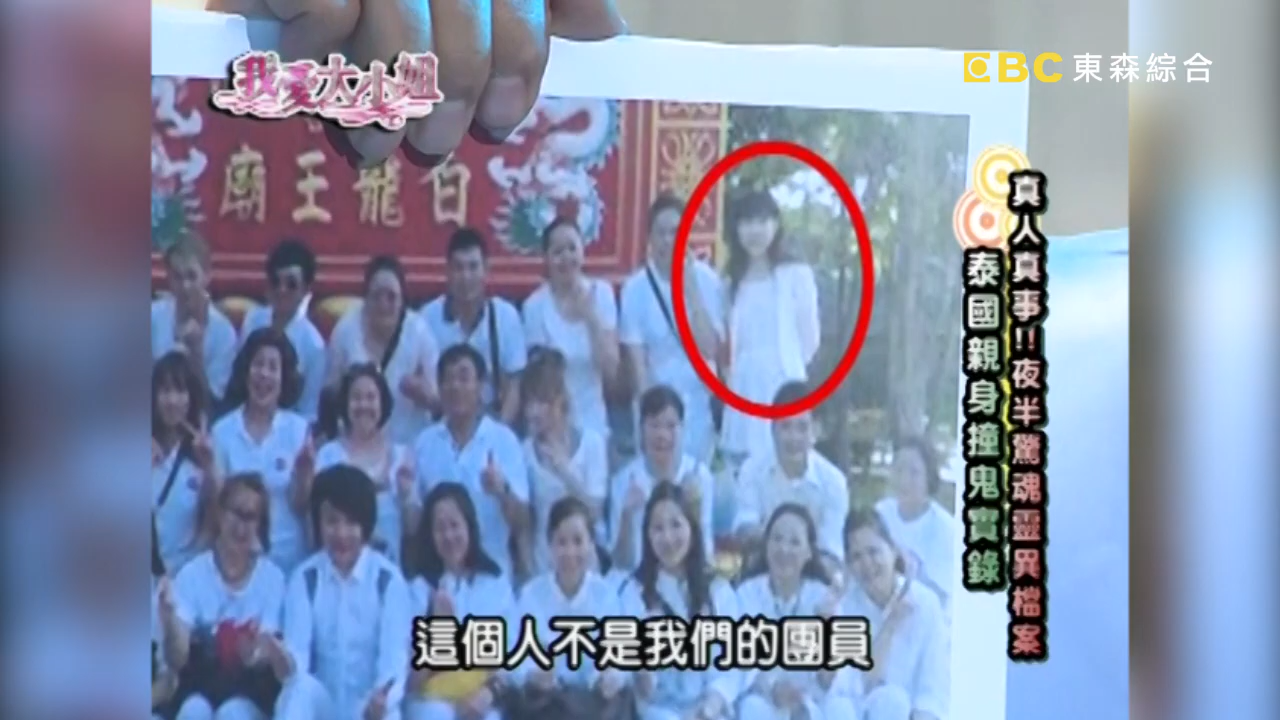 我愛大小姐
EBC 東森綜合
白龍王廟
真人真事!!夜半驚魂靈異檔案
泰國親身撞鬼實錄
這個人不是我們的團員